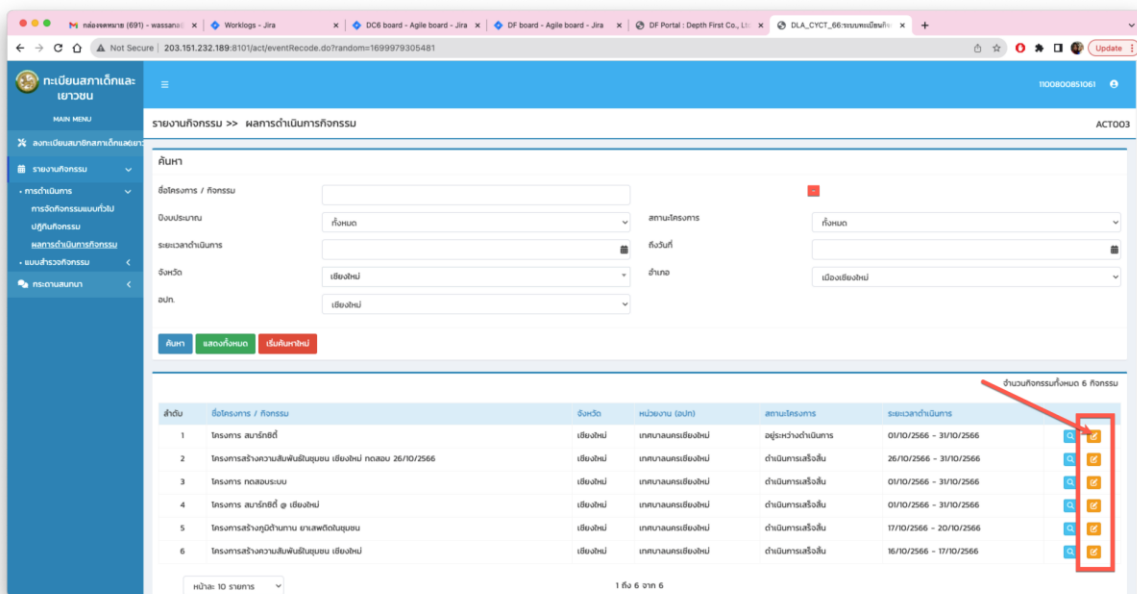 กล่องจดหมาย (691) - wassana
Worklogs - Jira
DC6 board - Agile board - Jira
DF board - Agile board - Jira
DF Portal : Depth First Co., Lt
DLA_CYCT_66:ระบบทะเบียน
Not Secure 203.151.232.189:8101/act/eventRecode.do?random=1699979305481
Update
ทะเบียนสภาเด็กและ
เยาวชน
1100800851061
MAIN MENU
รายงานกิจกรรม >> ผลการดำเนินการกิจกรรม
ACT003
ลงทะเบียนสมาชิกสภาเด็กและเยาว
รายงานกิจกรรม
• การดำเนินการ
การจัดกิจกรรมแบบทั่วไป
ปฏิทินกิจกรรม
ผลการดำเนินการกิจกรรม
• แบบสำรวจกิจกรรม
กระดานสนทนา
ค้นหา
ชื่อโครงการ / กิจกรรม
-
ปีงบประมาณ ทั้งหมด สถานะโครงการ ทั้งหมด
ระยะเวลาดำเนินการ ถึงวันที่
จังหวัด เชียงใหม่ อำเภอ เมืองเชียงใหม่
อปท. เชียงใหม่
ค้นหา แสดงทั้งหมด เริ่มค้นหาใหม่
จำนวนกิจกรรมทั้งหมด 6 กิจกรรม
ลำดับ ชื่อโครงการ / กิจกรรม จังหวัด หน่วยงาน (อปท) สถานะโครงการ ระยะเวลาดำเนินการ
1 โครงการ สมาร์ทซิตี้ เชียงใหม่ เทศบาลนครเชียงใหม่ อยู่ระหว่างดำเนินการ 01/10/2566 - 31/10/2566
2 โครงการสร้างความสัมพันธ์ในชุมชน เชียงใหม่ ทดสอบ 26/10/2566 เชียงใหม่ เทศบาลนครเชียงใหม่ ดำเนินการเสร็จสิ้น 26/10/2566 - 31/10/2566
3 โครงการ ทดสอบระบบ เชียงใหม่ เทศบาลนครเชียงใหม่ ดำเนินการเสร็จสิ้น 01/10/2566 - 31/10/2566
4 โครงการ สมาร์ทซิตี้ @ เชียงใหม่ เชียงใหม่ เทศบาลนครเชียงใหม่ ดำเนินการเสร็จสิ้น 01/10/2566 - 31/10/2566
5 โครงการสร้างภูมิต้านทาน ยาเสพติดในชุมชน เชียงใหม่ เทศบาลนครเชียงใหม่ ดำเนินการเสร็จสิ้น 17/10/2566 - 20/10/2566
6 โครงการสร้างความสัมพันธ์ในชุมชน เชียงใหม่ เชียงใหม่ เทศบาลนครเชียงใหม่ ดำเนินการเสร็จสิ้น 16/10/2566 - 17/10/2566
หน้าละ 10 รายการ
1 ถึง 6 จาก 6